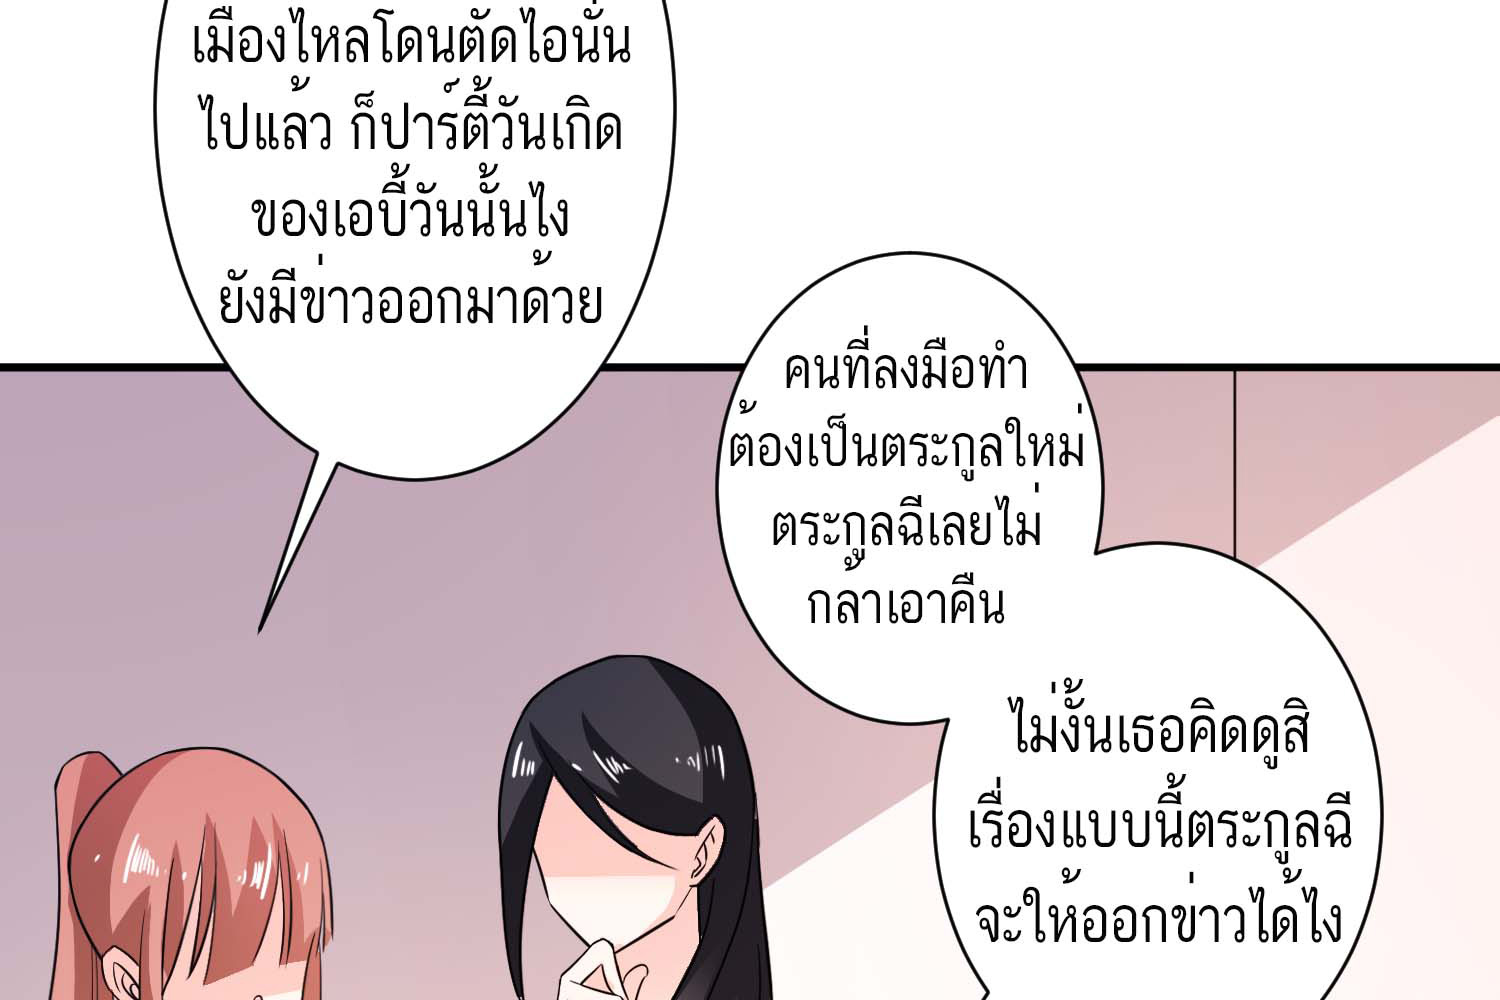 เมืองไหลโดนตัดไอนั่น
ไปแล้ว ก็ปาร์ตี้วันเกิด
ของเอบี้วันนั้นไง
ยังมีข่าวออกมาด้วย
คนที่ลงมือทำ
ต้องเป็นตระกูลใหม่
ตระกูลฉีเลยไม่
กล้าเอาคืน
ไม่งั้นเธอคิดดูสิ
เรื่องแบบนี้ตระกูลฉี
จะให้ออกข่าวได้ไง